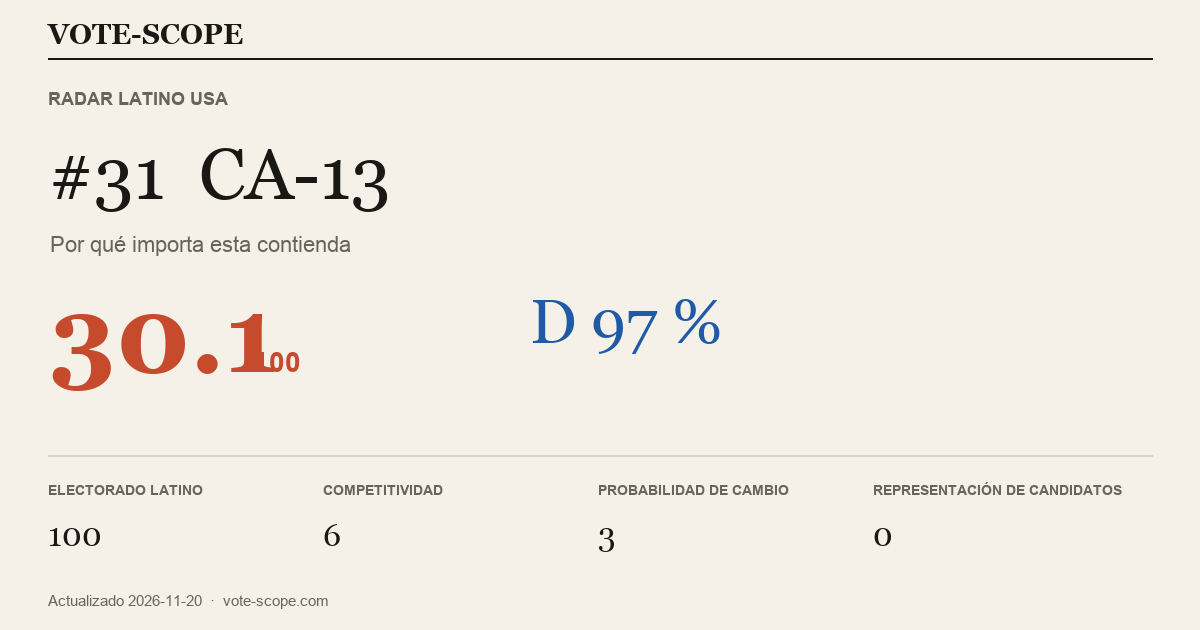 VOTE-SCOPE
RADAR LATINO USA
#31 CA-13
Por qué importa esta contienda
30.1
100
D 97 %
ELECTORADO LATINO
COMPETITIVIDAD
PROBABILIDAD DE CAMBIO
REPRESENTACIÓN DE CANDIDATOS
100
6
3
0
Actualizado 2026-11-20 · vote-scope.com